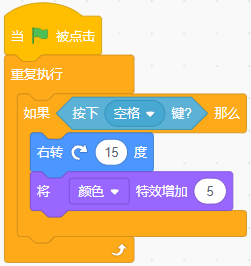 当 被点击
重复执行
如果 按下 空格 键? 那么
右转 15 度
将 颜色 特效增加 5